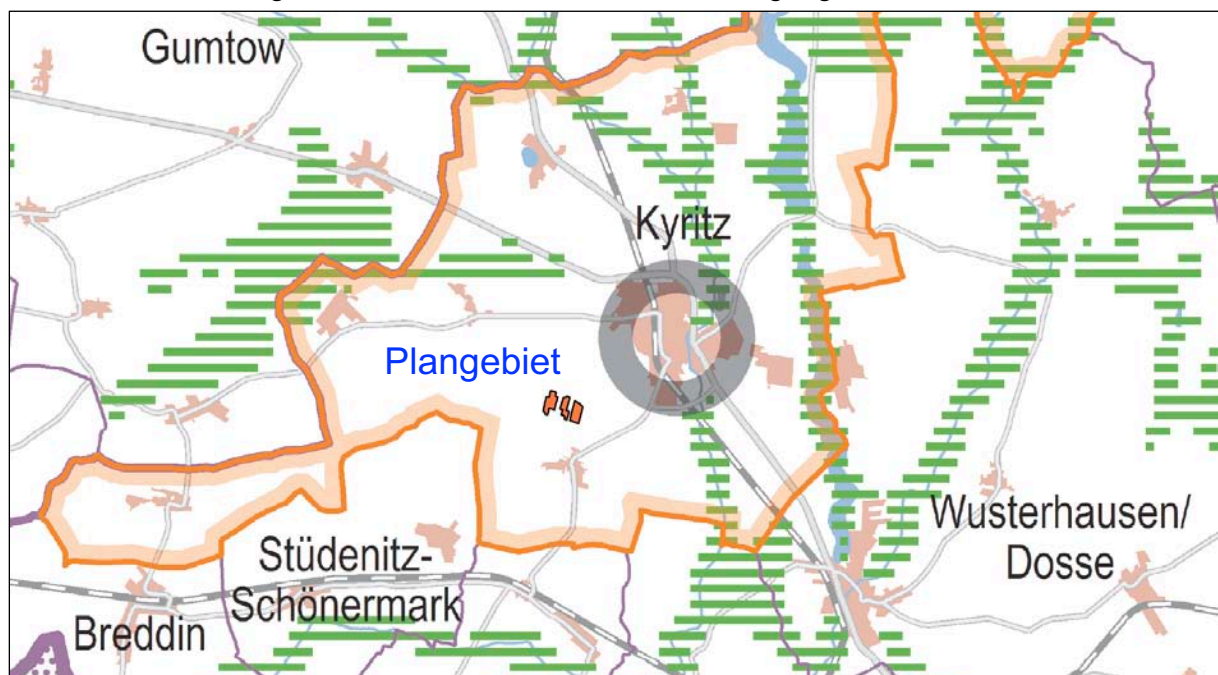 Gumtow
Kyritz
Plangebiet
Wusterhausen/
Dosse
Stüdenitz-
Schönermark
Breddin